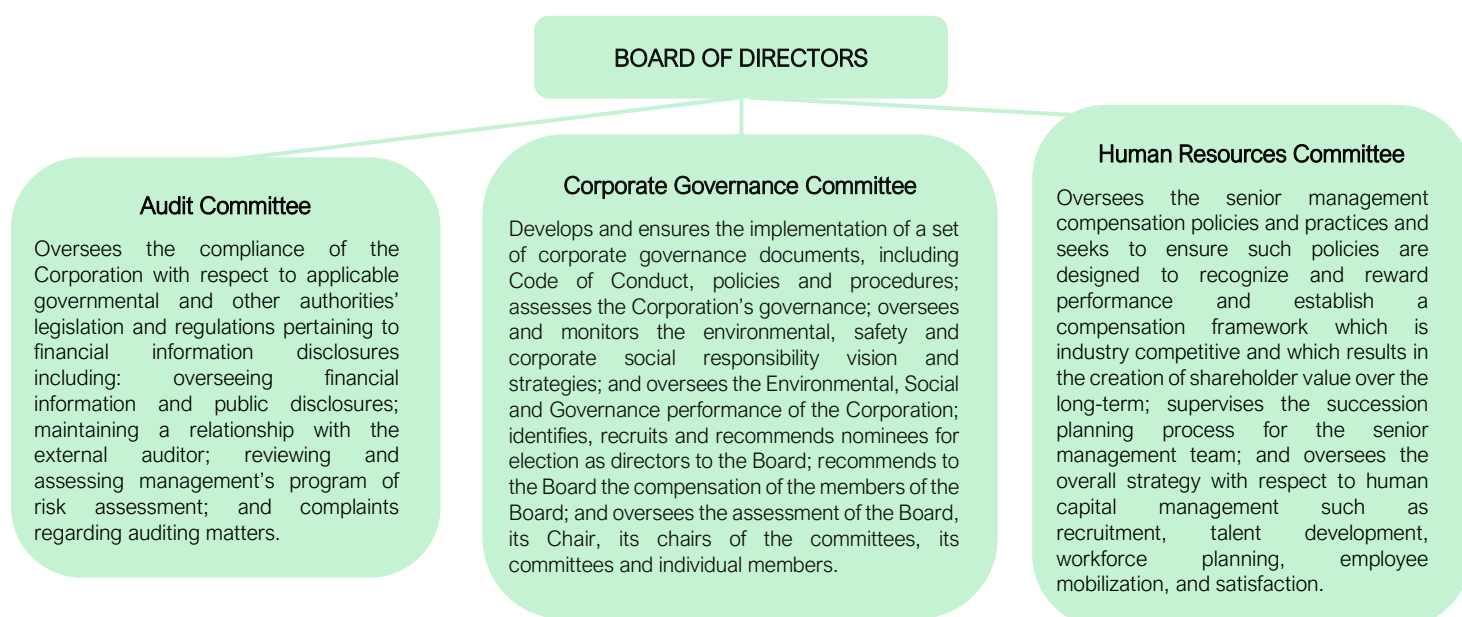 BOARD OF DIRECTORS
Audit Committee
Oversees the compliance of the
Corporation with respect to applicable
governmental and other authorities’
legislation and regulations pertaining to
financial information disclosures
including: overseeing financial
information and public disclosures;
maintaining a relationship with the
external auditor; reviewing and
assessing management’s program of
risk assessment; and complaints
regarding auditing matters.
Corporate Governance Committee
Develops and ensures the implementation of a set
of corporate governance documents, including
Code of Conduct, policies and procedures;
assesses the Corporation’s governance; oversees
and monitors the environmental, safety and
corporate social responsibility vision and
strategies; and oversees the Environmental, Social
and Governance performance of the Corporation;
identifies, recruits and recommends nominees for
election as directors to the Board; recommends to
the Board the compensation of the members of the
Board; and oversees the assessment of the Board,
its Chair, its chairs of the committees, its
committees and individual members.
Human Resources Committee
Oversees the senior management
compensation policies and practices and
seeks to ensure such policies are
designed to recognize and reward
performance and establish a
compensation framework which is
industry competitive and which results in
the creation of shareholder value over the
long-term; supervises the succession
planning process for the senior
management team; and oversees the
overall strategy with respect to human
capital management such as
recruitment, talent development,
workforce planning, employee
mobilization, and satisfaction.